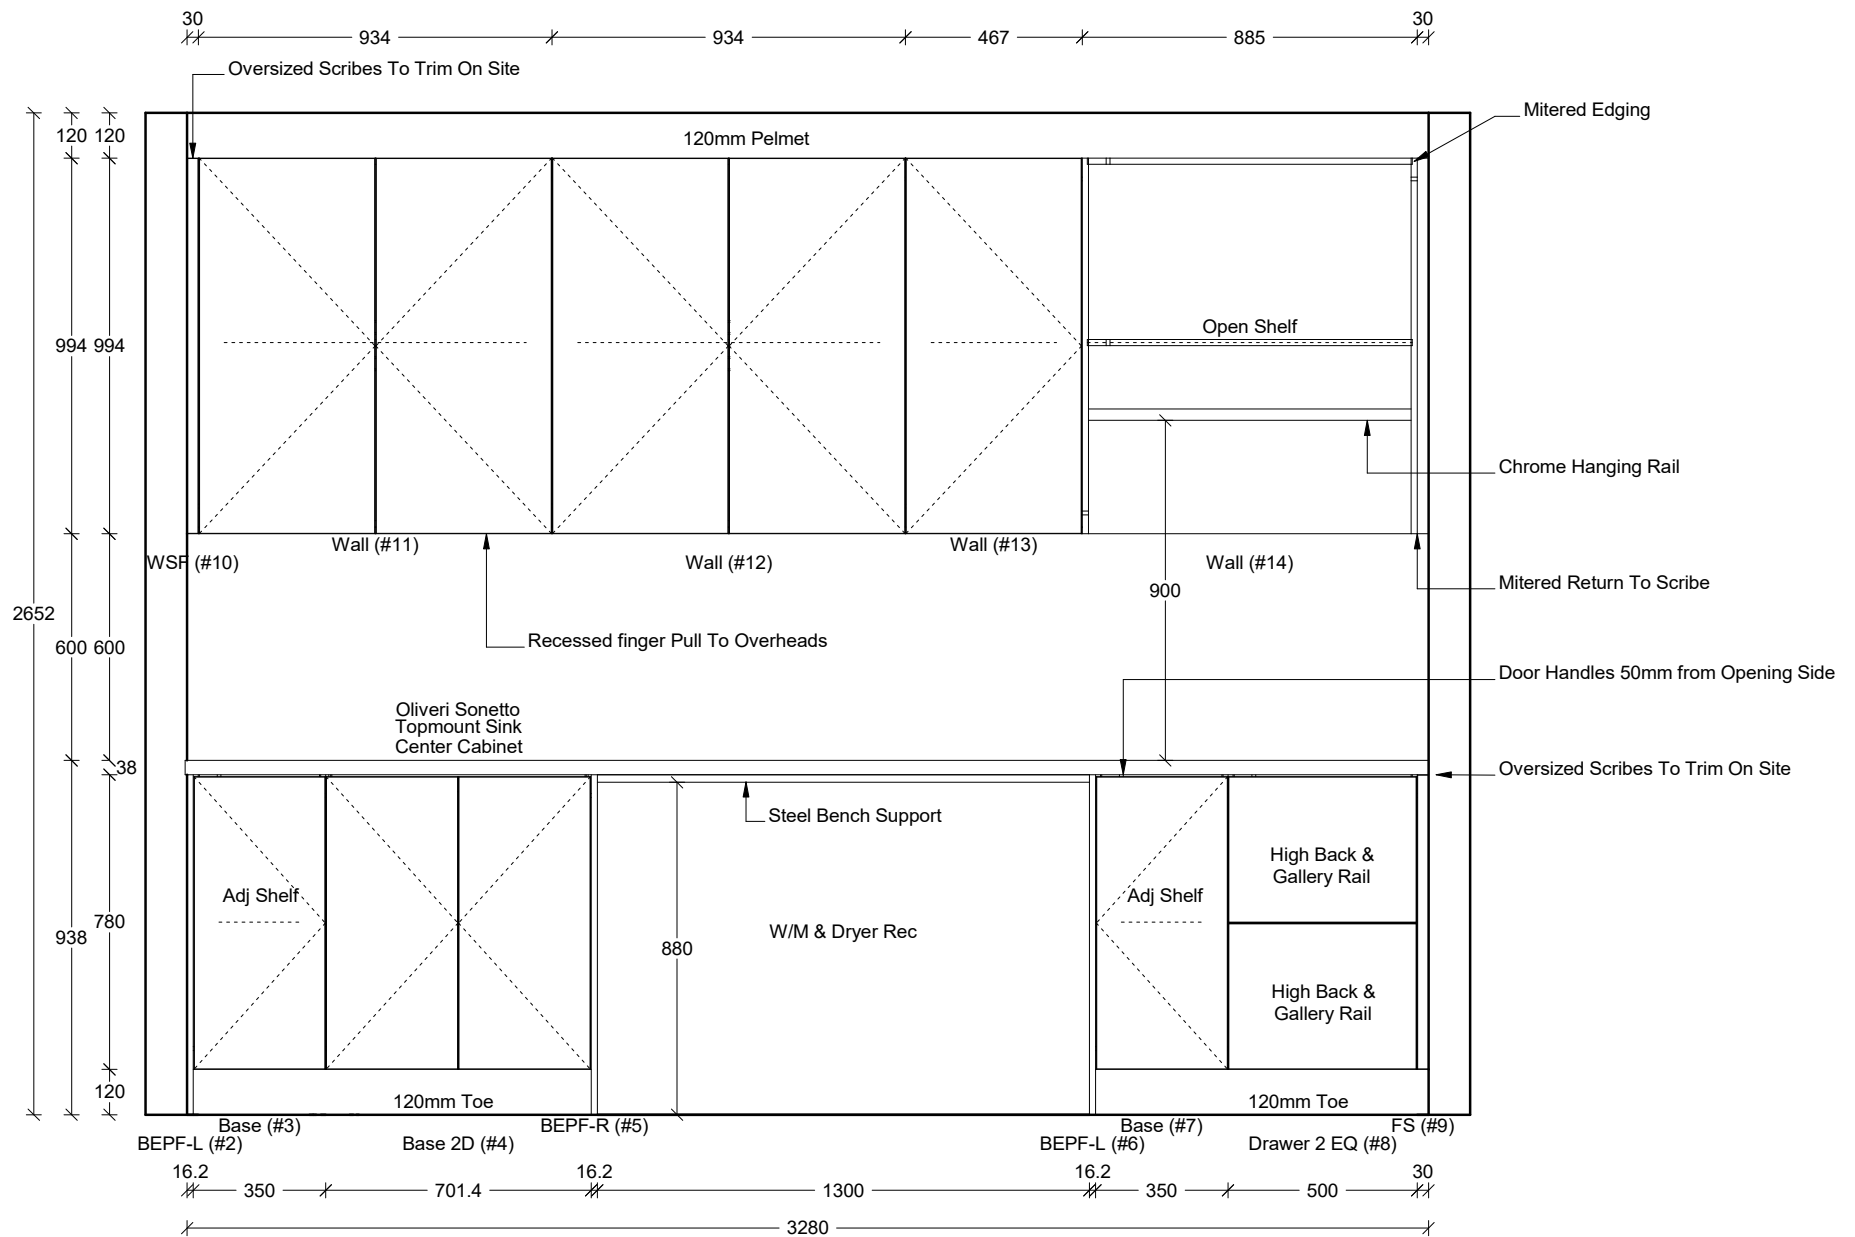 30
30
934
934
467
885
Oversized Scribes To Trim On Site
Mitered Edging
120 120
120mm Pelmet
Open Shelf
994 994
Chrome Hanging Rail
Wall (#11)
Wall (#13)
WSF (#10)
Wall (#12)
Wall (#14)
Mitered Return To Scribe
900
2652
600 600
Recessed finger Pull To Overheads
Door Handles 50mm from Opening Side
Oliveri Sonetto
Topmount Sink
Center Cabinet
38
Oversized Scribes To Trim On Site
Steel Bench Support
High Back &
Gallery Rail
Adj Shelf
Adj Shelf
780
938
W/M & Dryer Rec
880
High Back &
Gallery Rail
120
120mm Toe
120mm Toe
Base (#3)
BEPF-R (#5)
Base (#7)
FS (#9)
BEPF-L (#2)
Base 2D (#4)
BEPF-L (#6)
Drawer 2 EQ (#8)
16.2
16.2
16.2
30
350
701.4
1300
350
500
3280